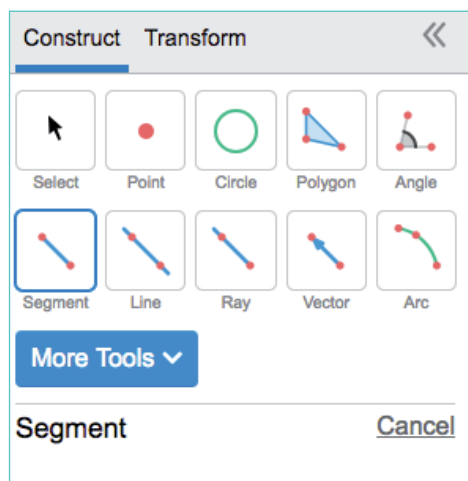 Construct Transform
Select Point Circle Polygon Angle
Segment Line Ray Vector Arc
More Tools
Segment Cancel